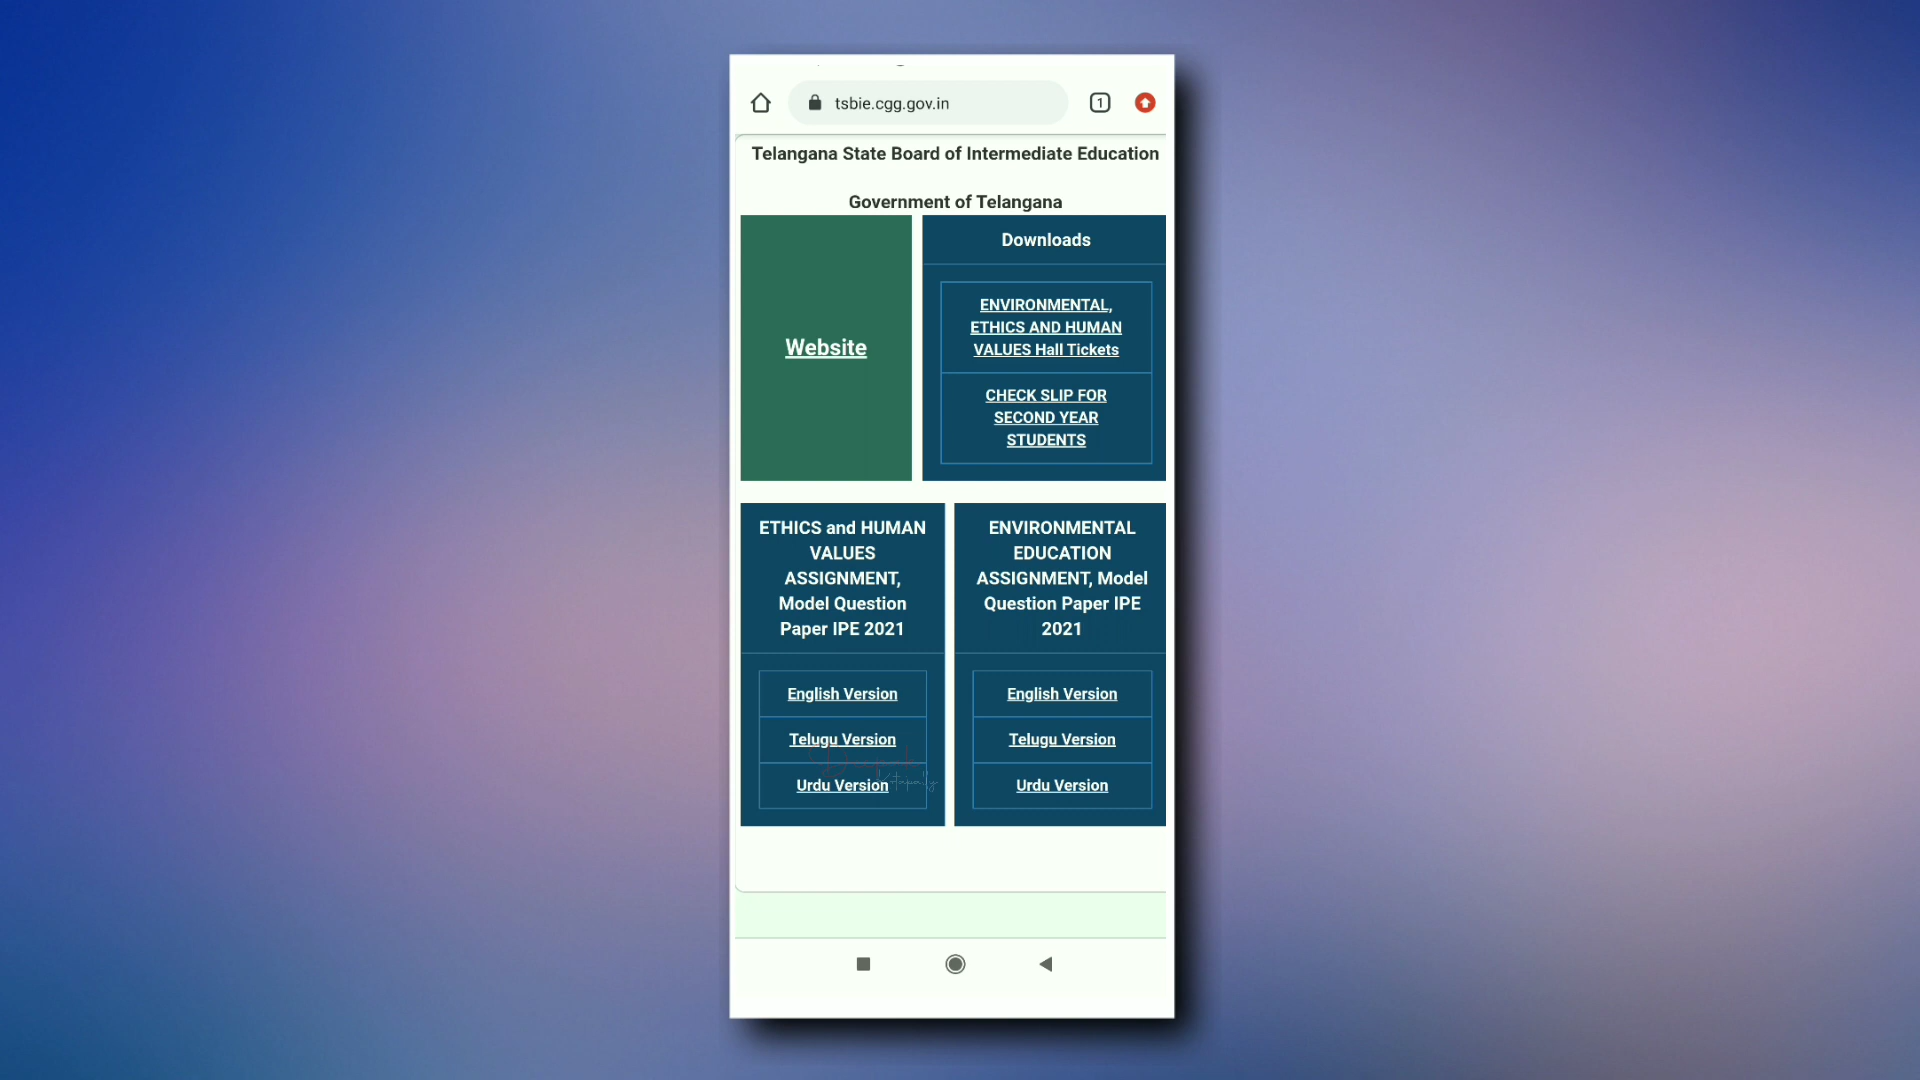 tsbie.cgg.gov.in
1
Telangana State Board of Intermediate Education
Government of Telangana
Website
Downloads
ENVIRONMENTAL,
ETHICS AND HUMAN
VALUES Hall Tickets
CHECK SLIP FOR
SECOND YEAR
STUDENTS
ETHICS and HUMAN
VALUES
ASSIGNMENT,
Model Question
Paper IPE 2021
English Version
Telugu Version
Urdu Version
ENVIRONMENTAL
EDUCATION
ASSIGNMENT, Model
Question Paper IPE
2021
English Version
Telugu Version
Urdu Version